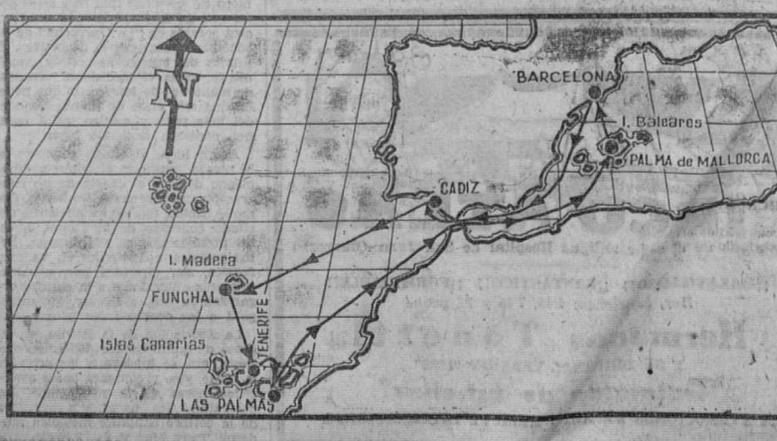 N
BARCELONA
I. Baleares
PALMA de MALLORCA
CADIZ
I. Madera
FUNCHAL
TENERIFE
Islas Canarias
LAS PALMAS